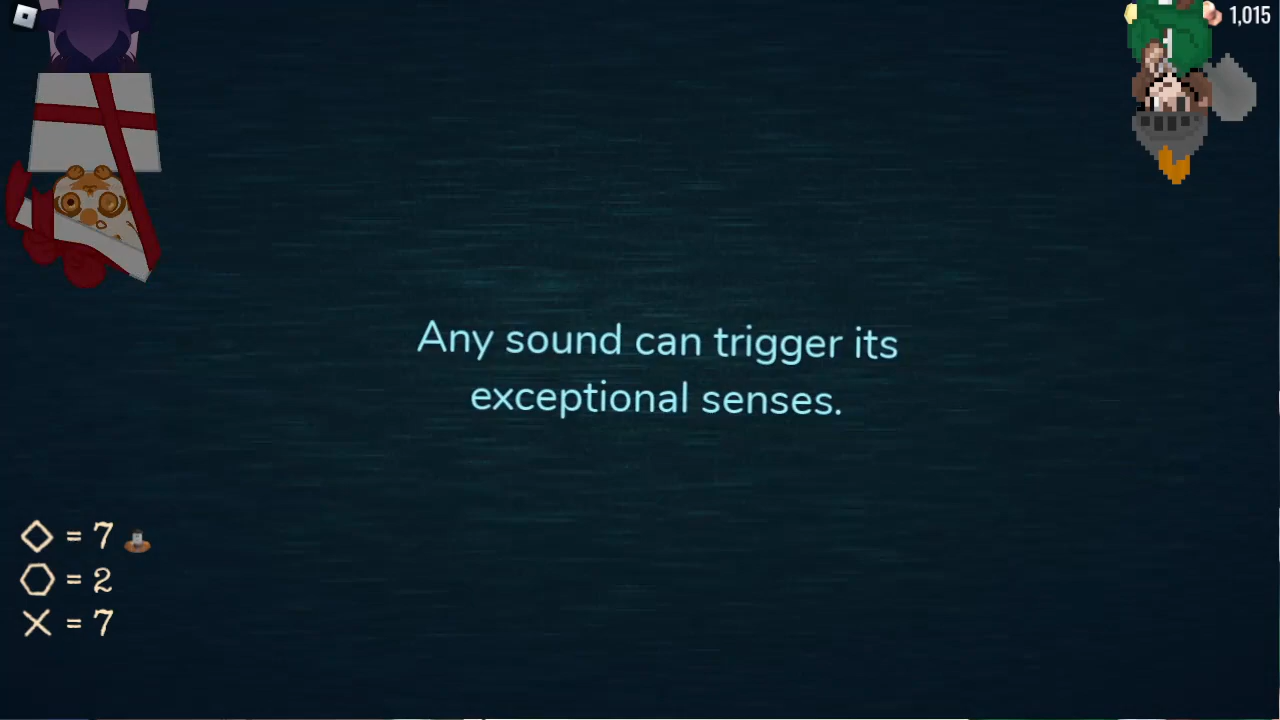 1,015
Any sound can trigger its
exceptional senses.
◇ = 7
⬡ = 2
× = 7